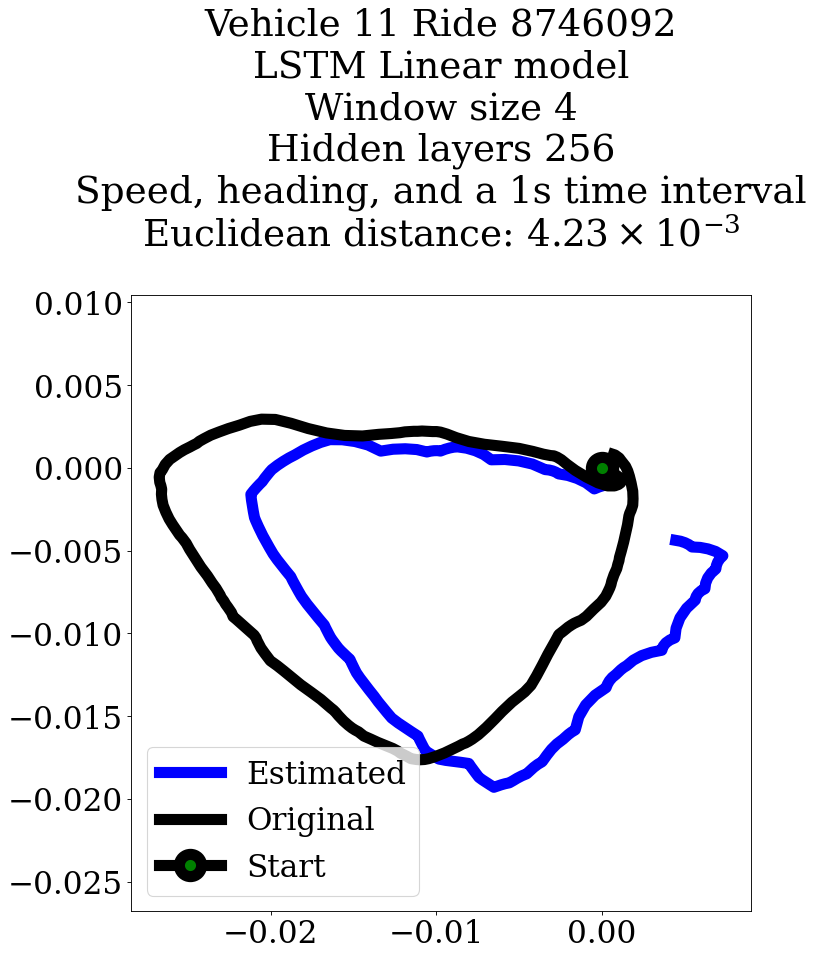 Vehicle 11 Ride 8746092
LSTM Linear model
Window size 4
Hidden layers 256
Speed, heading, and a 1s time interval
Euclidean distance: 4.23 × 10⁻³
0.010
0.005
0.000
−0.005
−0.010
−0.015
−0.020
−0.025
Estimated
Original
Start
−0.02
−0.01
0.00